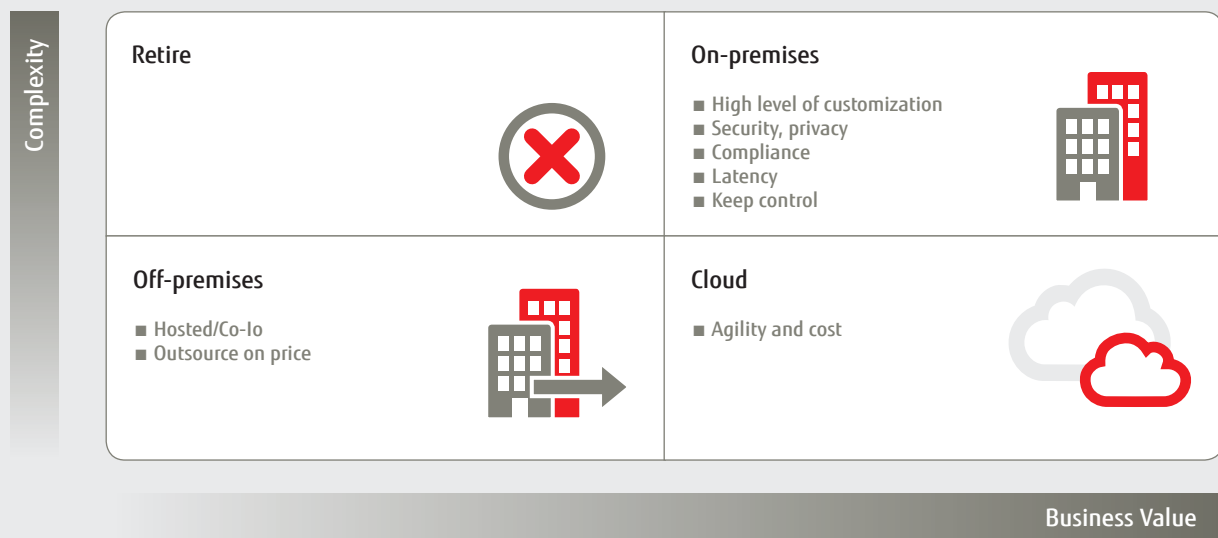 Complexity
Retire
On-premises
■ High level of customization
■ Security, privacy
■ Compliance
■ Latency
■ Keep control
Off-premises
■ Hosted/Co-lo
■ Outsource on price
Cloud
■ Agility and cost
Business Value